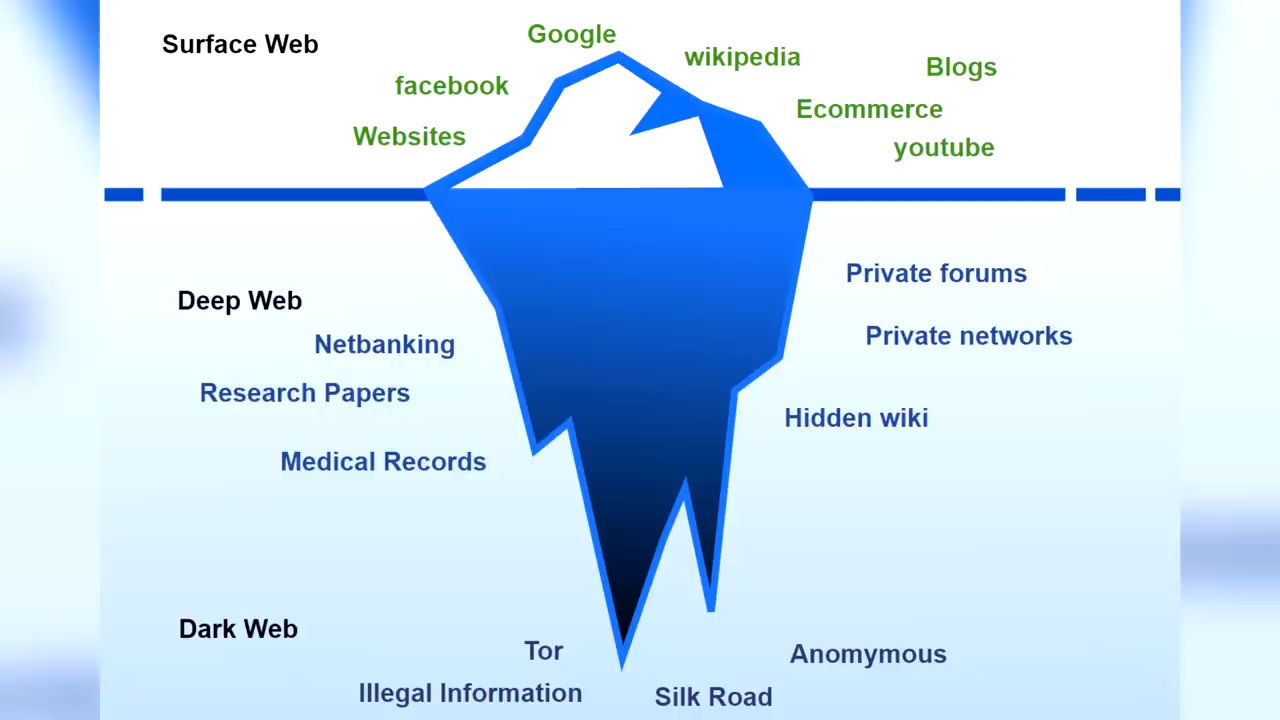 Surface Web
Google
wikipedia
Blogs
facebook
Ecommerce
Websites
youtube
Deep Web
Private forums
Netbanking
Private networks
Research Papers
Hidden wiki
Medical Records
Dark Web
Tor
Anomymous
Illegal Information
Silk Road